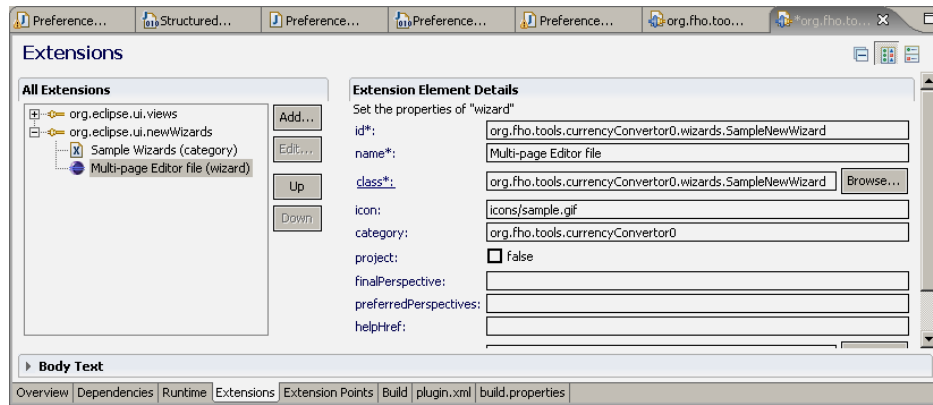 Preference... Structured... Preference... Preference... Preference... org.fho.too... *org.fho.to...
Extensions
All Extensions
org.eclipse.ui.views
org.eclipse.ui.newWizards
Sample Wizards (category)
Multi-page Editor file (wizard)
Add...
Edit...
Up
Down
Extension Element Details
Set the properties of "wizard"
id*: org.fho.tools.currencyConvertor0.wizards.SampleNewWizard
name*: Multi-page Editor file
class*: org.fho.tools.currencyConvertor0.wizards.SampleNewWizard Browse...
icon: icons/sample.gif
category: org.fho.tools.currencyConvertor0
project: false
finalPerspective:
preferredPerspectives:
helpHref:
Body Text
Overview Dependencies Runtime Extensions Extension Points Build plugin.xml build.properties